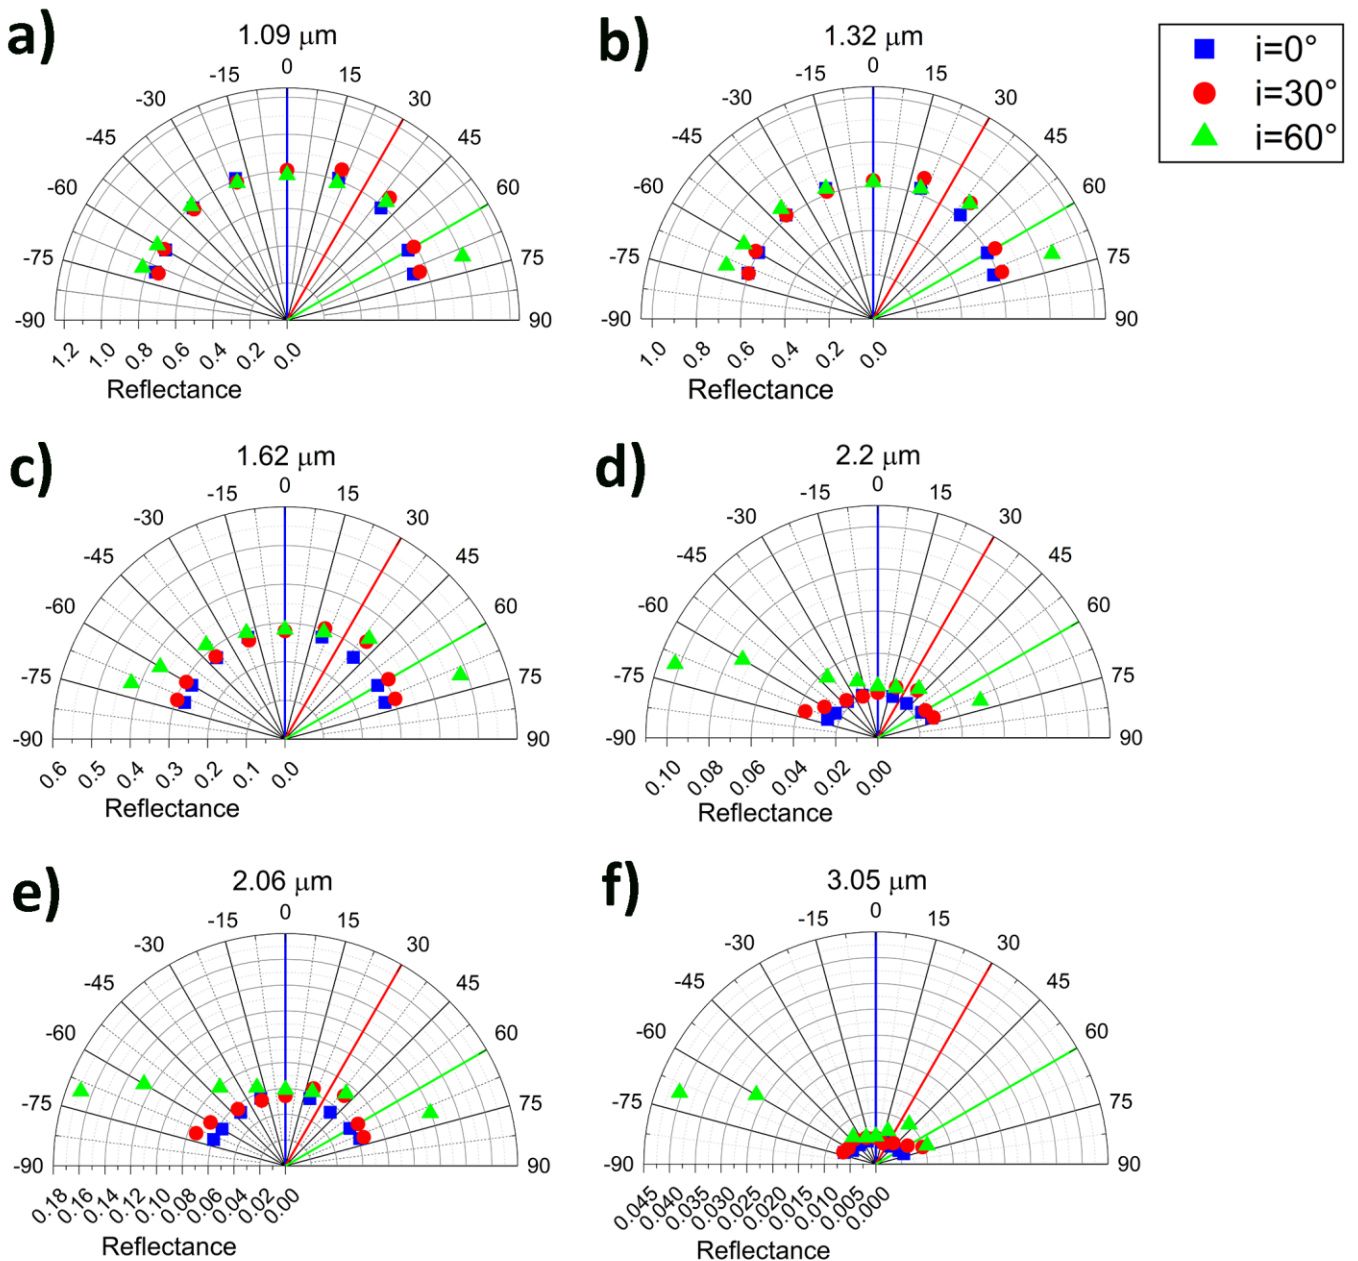 a)
1.09 μm
-90 -75 -60 -45 -30 -15 0 15 30 45 60 75 90
1.2 1.0 0.8 0.6 0.4 0.2 0.0
Reflectance
b)
1.32 μm
-90 -75 -60 -45 -30 -15 0 15 30 45 60 75 90
1.0 0.8 0.6 0.4 0.2 0.0
Reflectance
i=0°
i=30°
i=60°
c)
1.62 μm
-90 -75 -60 -45 -30 -15 0 15 30 45 60 75 90
0.6 0.5 0.4 0.3 0.2 0.1 0.0
Reflectance
d)
2.2 μm
-90 -75 -60 -45 -30 -15 0 15 30 45 60 75 90
0.10 0.08 0.06 0.04 0.02 0.00
Reflectance
e)
2.06 μm
-90 -75 -60 -45 -30 -15 0 15 30 45 60 75 90
0.18 0.16 0.14 0.12 0.10 0.08 0.06 0.04 0.02 0.00
Reflectance
f)
3.05 μm
-90 -75 -60 -45 -30 -15 0 15 30 45 60 75 90
0.045 0.040 0.035 0.030 0.025 0.020 0.015 0.010 0.005 0.000
Reflectance